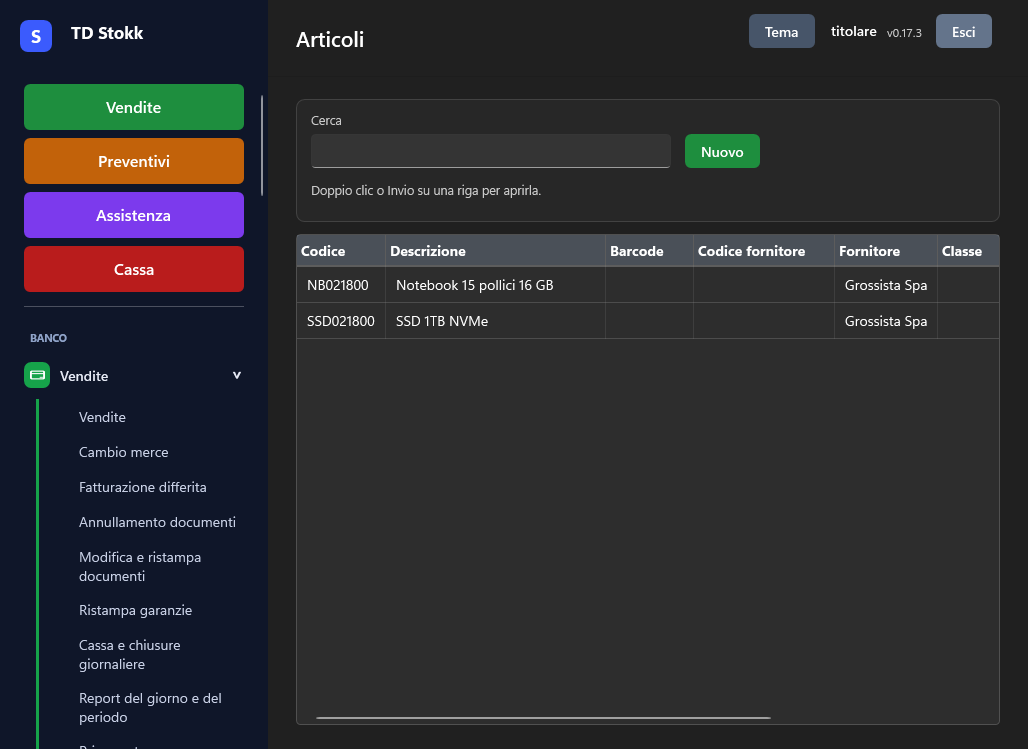 S
TD Stokk
Vendite
Preventivi
Assistenza
Cassa
BANCO
Vendite
Vendite
Cambio merce
Fatturazione differita
Annullamento documenti
Modifica e ristampa
documenti
Ristampa garanzie
Cassa e chiusure
giornaliere
Report del giorno e del
periodo
Articoli
Tema
titolare
v0.17.3
Esci
Cerca
Nuovo
Doppio clic o Invio su una riga per aprirla.
Codice Descrizione Barcode Codice fornitore Fornitore Classe
NB021800 Notebook 15 pollici 16 GB Grossista Spa
SSD021800 SSD 1TB NVMe Grossista Spa